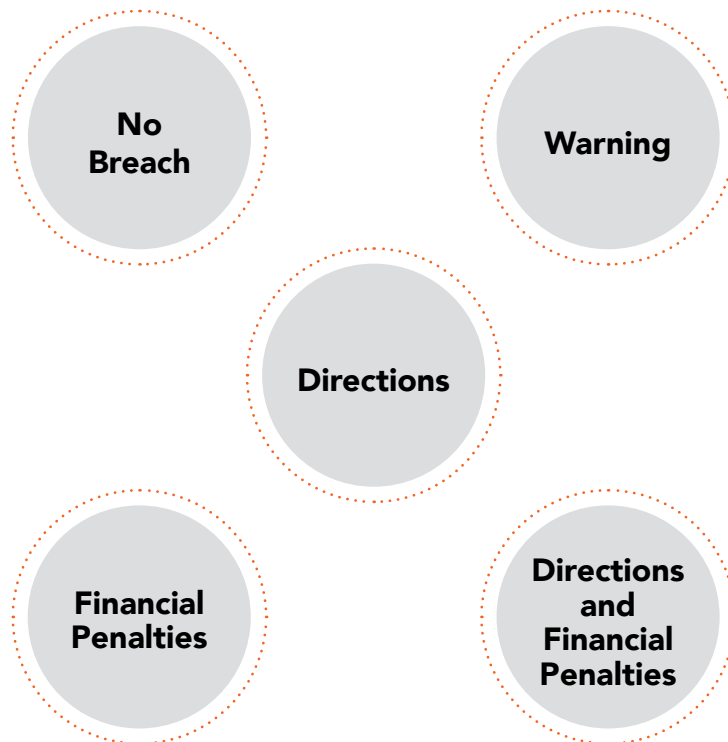 No
Breach
Warning
Directions
Financial
Penalties
Directions
and
Financial
Penalties